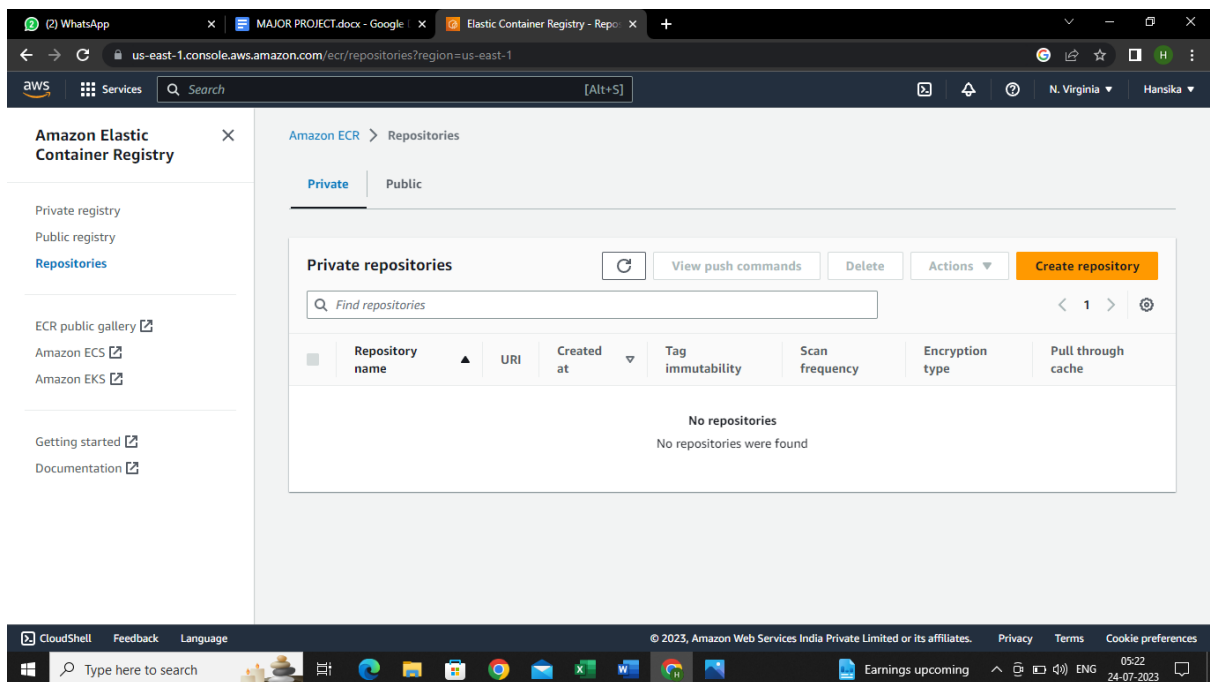 (2) WhatsApp
MAJOR PROJECT.docx - Google
Elastic Container Registry - Repo
us-east-1.console.aws.amazon.com/ecr/repositories?region=us-east-1
H
aws
Services
Search
[Alt+S]
N. Virginia
Hansika
Amazon Elastic
Container Registry
Private registry
Public registry
Repositories
ECR public gallery
Amazon ECS
Amazon EKS
Getting started
Documentation
Amazon ECR > Repositories
Private
Public
Private repositories
View push commands
Delete
Actions
Create repository
Find repositories
1
Repository
name
URI
Created
at
Tag
immutability
Scan
frequency
Encryption
type
Pull through
cache
No repositories
No repositories were found
CloudShell
Feedback
Language
© 2023, Amazon Web Services India Private Limited or its affiliates.
Privacy
Terms
Cookie preferences
Type here to search
Earnings upcoming
ENG
05:22
24-07-2023